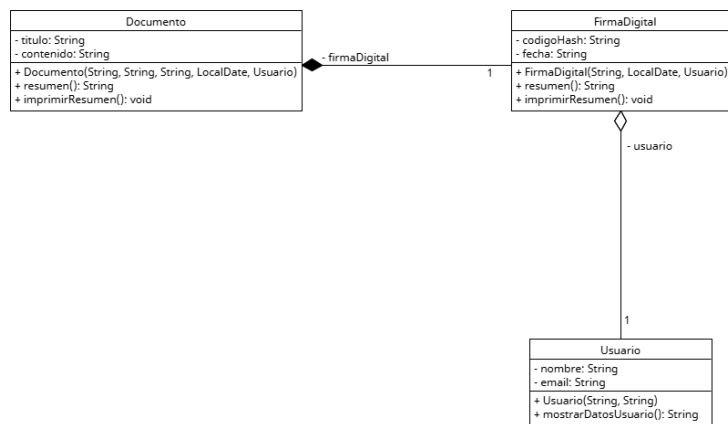 Documento
- titulo: String
- contenido: String
+ Documento(String, String, String, LocalDate, Usuario)
+ resumen(): String
+ imprimirResumen(): void
- firmaDigital
1
FirmaDigital
- codigoHash: String
- fecha: String
+ FirmaDigital(String, LocalDate, Usuario)
+ resumen(): String
+ imprimirResumen(): void
- usuario
1
Usuario
- nombre: String
- email: String
+ Usuario(String, String)
+ mostrarDatosUsuario(): String